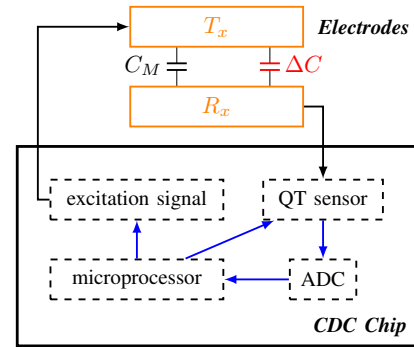 T_x
Electrodes
C_M
ΔC
R_x
excitation signal
QT sensor
microprocessor
ADC
CDC Chip